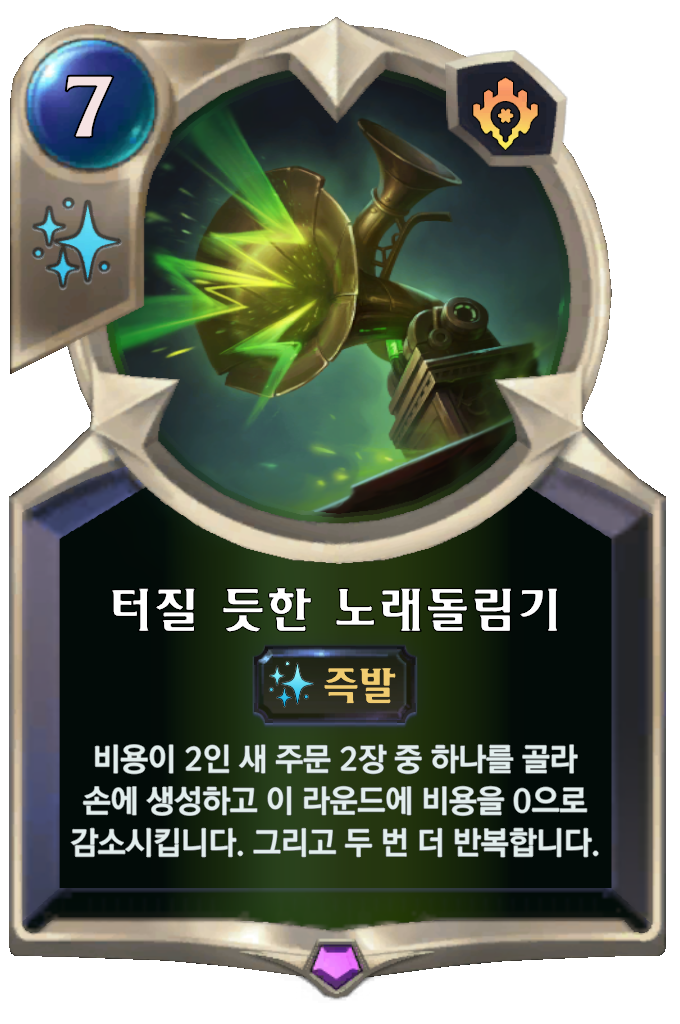 7
터질 듯한 노래돌림기
즉발
비용이 2인 새 주문 2장 중 하나를 골라
손에 생성하고 이 라운드에 비용을 0으로
감소시킵니다. 그리고 두 번 더 반복합니다.